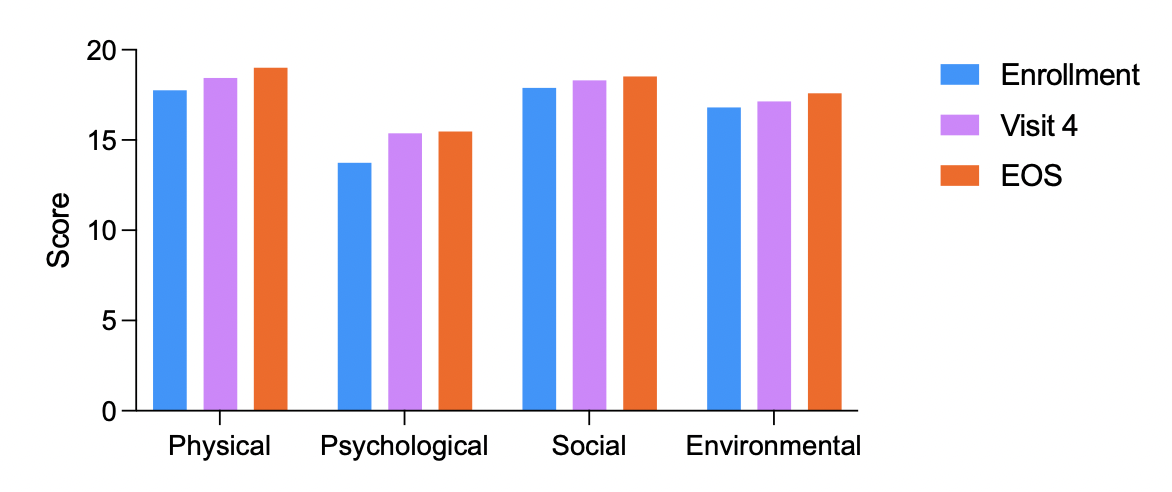 20
15
10
5
0
Score
Physical
Psychological
Social
Environmental
Enrollment
Visit 4
EOS